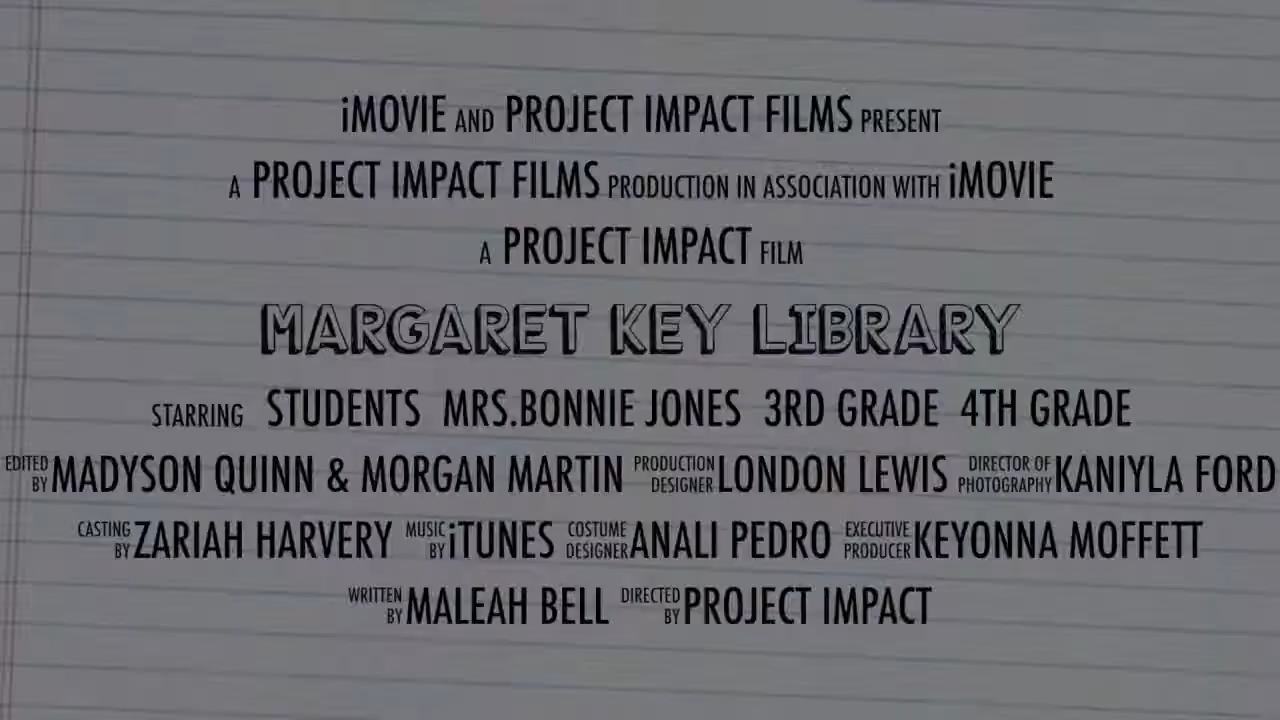 iMOVIE AND PROJECT IMPACT FILMS PRESENT
A PROJECT IMPACT FILMS PRODUCTION IN ASSOCIATION WITH iMOVIE
A PROJECT IMPACT FILM
MARGARET KEY LIBRARY
STARRING STUDENTS MRS.BONNIE JONES 3RD GRADE 4TH GRADE
EDITED BY MADYSON QUINN & MORGAN MARTIN PRODUCTION DESIGNER LONDON LEWIS DIRECTOR OF PHOTOGRAPHY KANIYLA FORD
CASTING BY ZARIAH HARVERY MUSIC BY iTUNES COSTUME DESIGNER ANALI PEDRO EXECUTIVE PRODUCER KEYONNA MOFFETT
WRITTEN BY MALEAH BELL DIRECTED BY PROJECT IMPACT